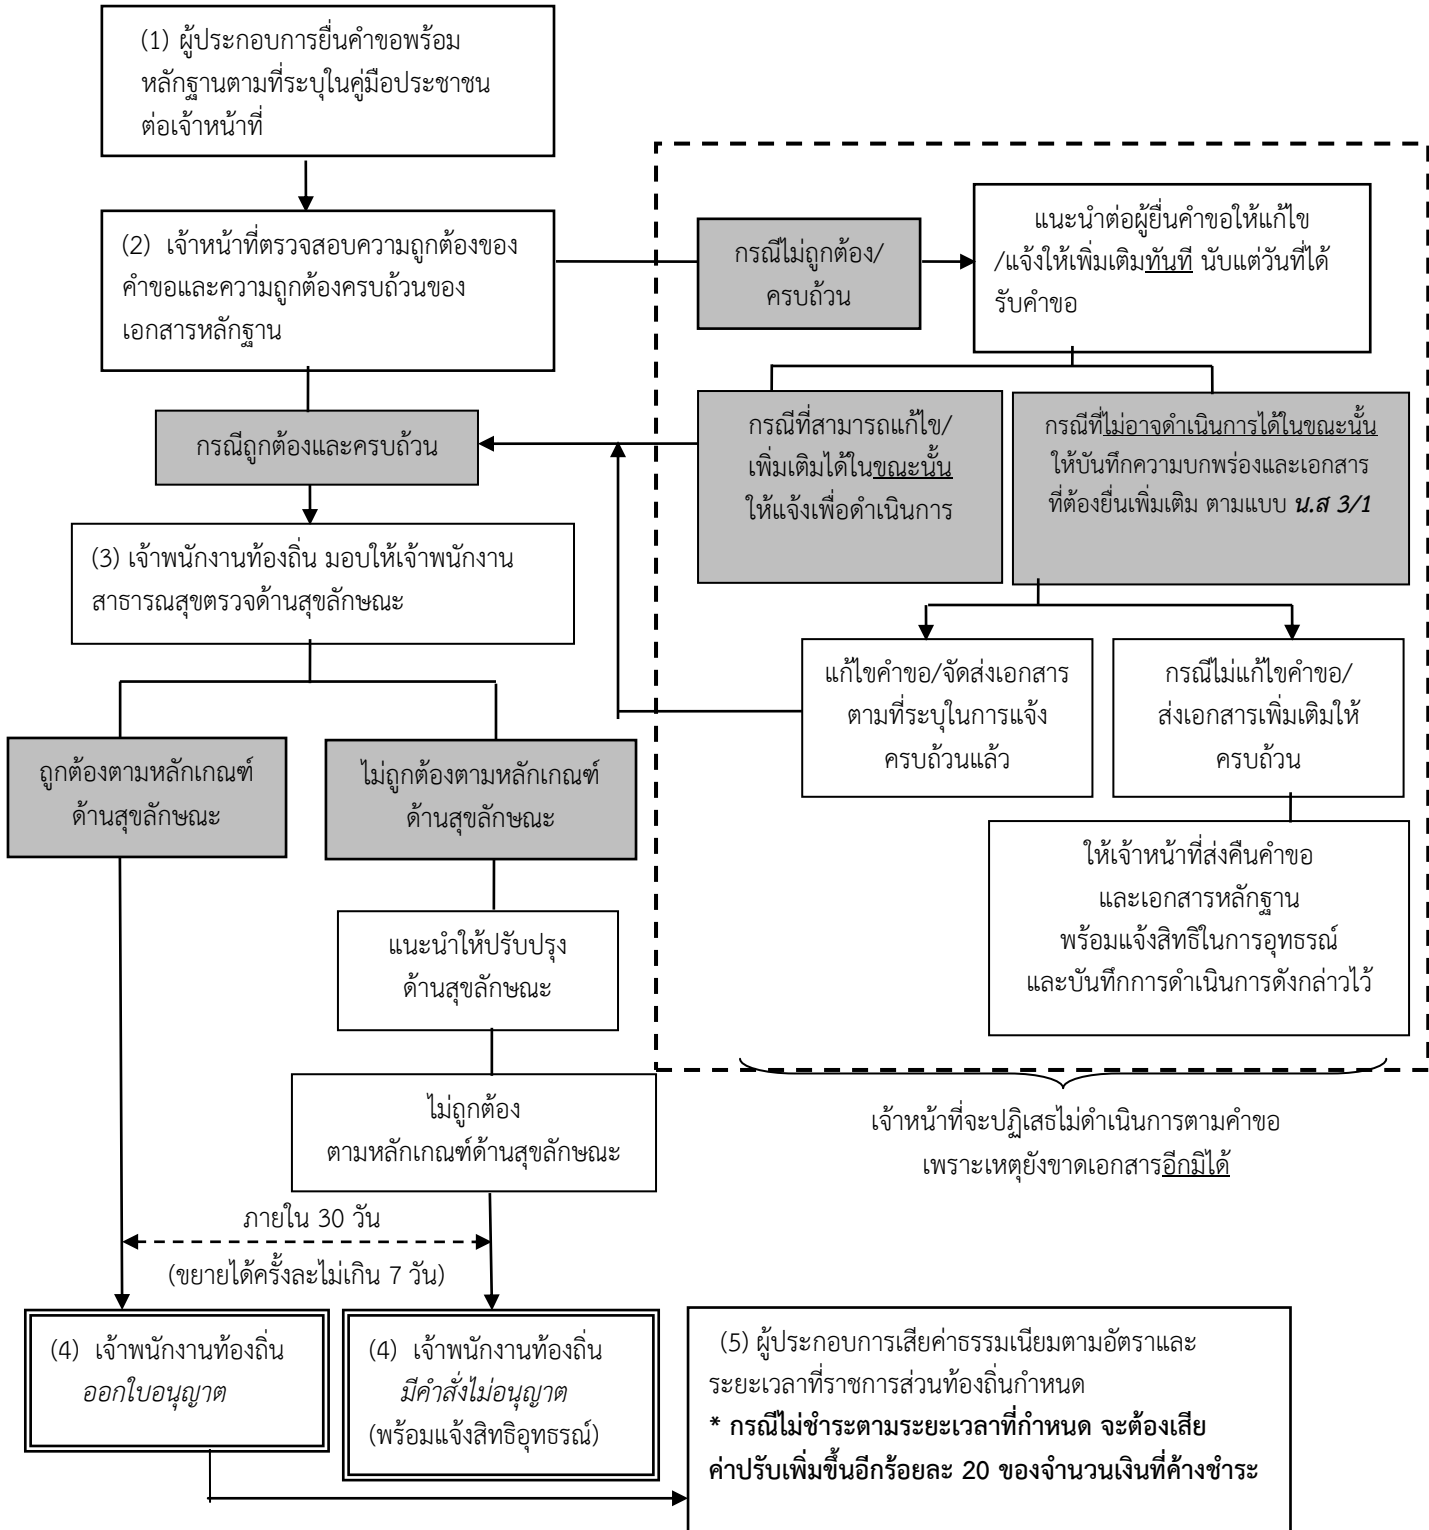 (1) ผู้ประกอบการยื่นคำขอพร้อม
หลักฐานตามที่ระบุในคู่มือประชาชน
ต่อเจ้าหน้าที่
(2) เจ้าหน้าที่ตรวจสอบความถูกต้องของ
คำขอและความถูกต้องครบถ้วนของ
เอกสารหลักฐาน
กรณีไม่ถูกต้อง/
ครบถ้วน
แนะนำต่อผู้ยื่นคำขอให้แก้ไข
/แจ้งให้เพิ่มเติมทันที นับแต่วันที่ได้
รับคำขอ
กรณีถูกต้องและครบถ้วน
กรณีที่สามารถแก้ไข/
เพิ่มเติมได้ในขณะนั้น
ให้แจ้งเพื่อดำเนินการ
กรณีที่ไม่อาจดำเนินการได้ในขณะนั้น
ให้บันทึกความบกพร่องและเอกสาร
ที่ต้องยื่นเพิ่มเติม ตามแบบ น.ส 3/1
(3) เจ้าพนักงานท้องถิ่น มอบให้เจ้าพนักงาน
สาธารณสุขตรวจด้านสุขลักษณะ
แก้ไขคำขอ/จัดส่งเอกสาร
ตามที่ระบุในการแจ้ง
ครบถ้วนแล้ว
กรณีไม่แก้ไขคำขอ/
ส่งเอกสารเพิ่มเติมให้
ครบถ้วน
ถูกต้องตามหลักเกณฑ์
ด้านสุขลักษณะ
ไม่ถูกต้องตามหลักเกณฑ์
ด้านสุขลักษณะ
ให้เจ้าหน้าที่ส่งคืนคำขอ
และเอกสารหลักฐาน
พร้อมแจ้งสิทธิในการอุทธรณ์
และบันทึกการดำเนินการดังกล่าวไว้
แนะนำให้ปรับปรุง
ด้านสุขลักษณะ
ไม่ถูกต้อง
ตามหลักเกณฑ์ด้านสุขลักษณะ
เจ้าหน้าที่จะปฏิเสธไม่ดำเนินการตามคำขอ
เพราะเหตุยังขาดเอกสารอีกมิได้
ภายใน 30 วัน
(ขยายได้ครั้งละไม่เกิน 7 วัน)
(4) เจ้าพนักงานท้องถิ่น
ออกใบอนุญาต
(4) เจ้าพนักงานท้องถิ่น
มีคำสั่งไม่อนุญาต
(พร้อมแจ้งสิทธิอุทธรณ์)
(5) ผู้ประกอบการเสียค่าธรรมเนียมตามอัตราและ
ระยะเวลาที่ราชการส่วนท้องถิ่นกำหนด
* กรณีไม่ชำระตามระยะเวลาที่กำหนด จะต้องเสีย
ค่าปรับเพิ่มขึ้นอีกร้อยละ 20 ของจำนวนเงินที่ค้างชำระ